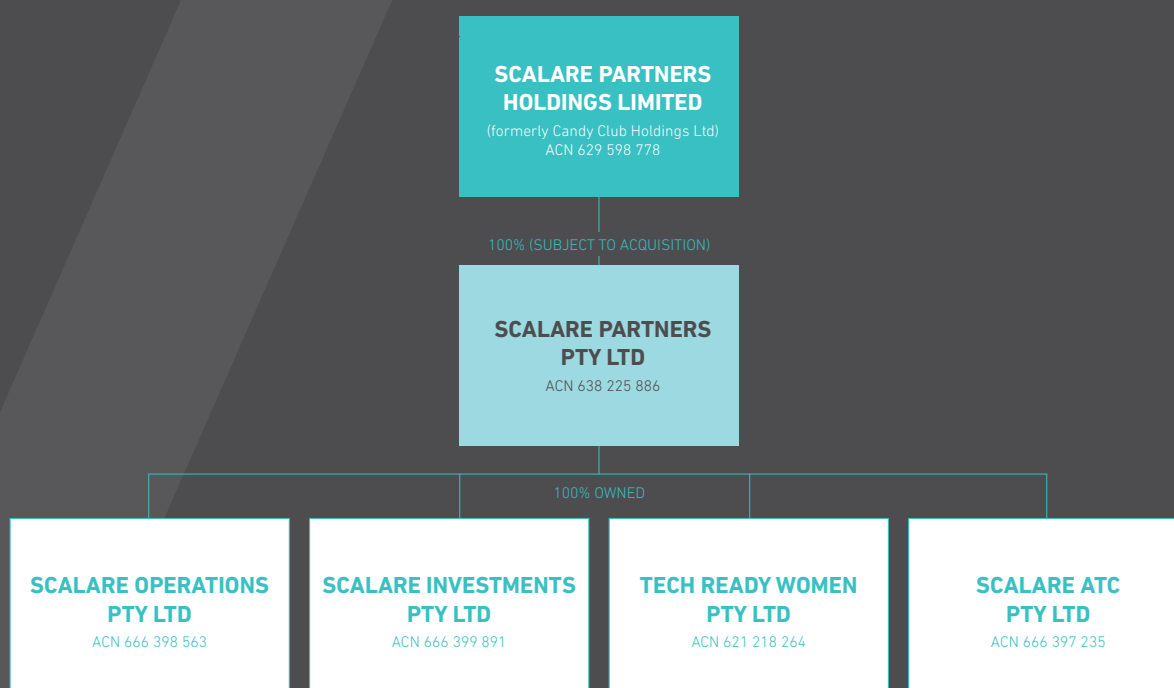 SCALARE PARTNERS
HOLDINGS LIMITED
(formerly Candy Club Holdings Ltd)
ACN 629 598 778
100% (SUBJECT TO ACQUISITION)
SCALARE PARTNERS
PTY LTD
ACN 638 225 886
100% OWNED
SCALARE OPERATIONS
PTY LTD
ACN 666 398 563
SCALARE INVESTMENTS
PTY LTD
ACN 666 399 891
TECH READY WOMEN
PTY LTD
ACN 621 218 264
SCALARE ATC
PTY LTD
ACN 666 397 235